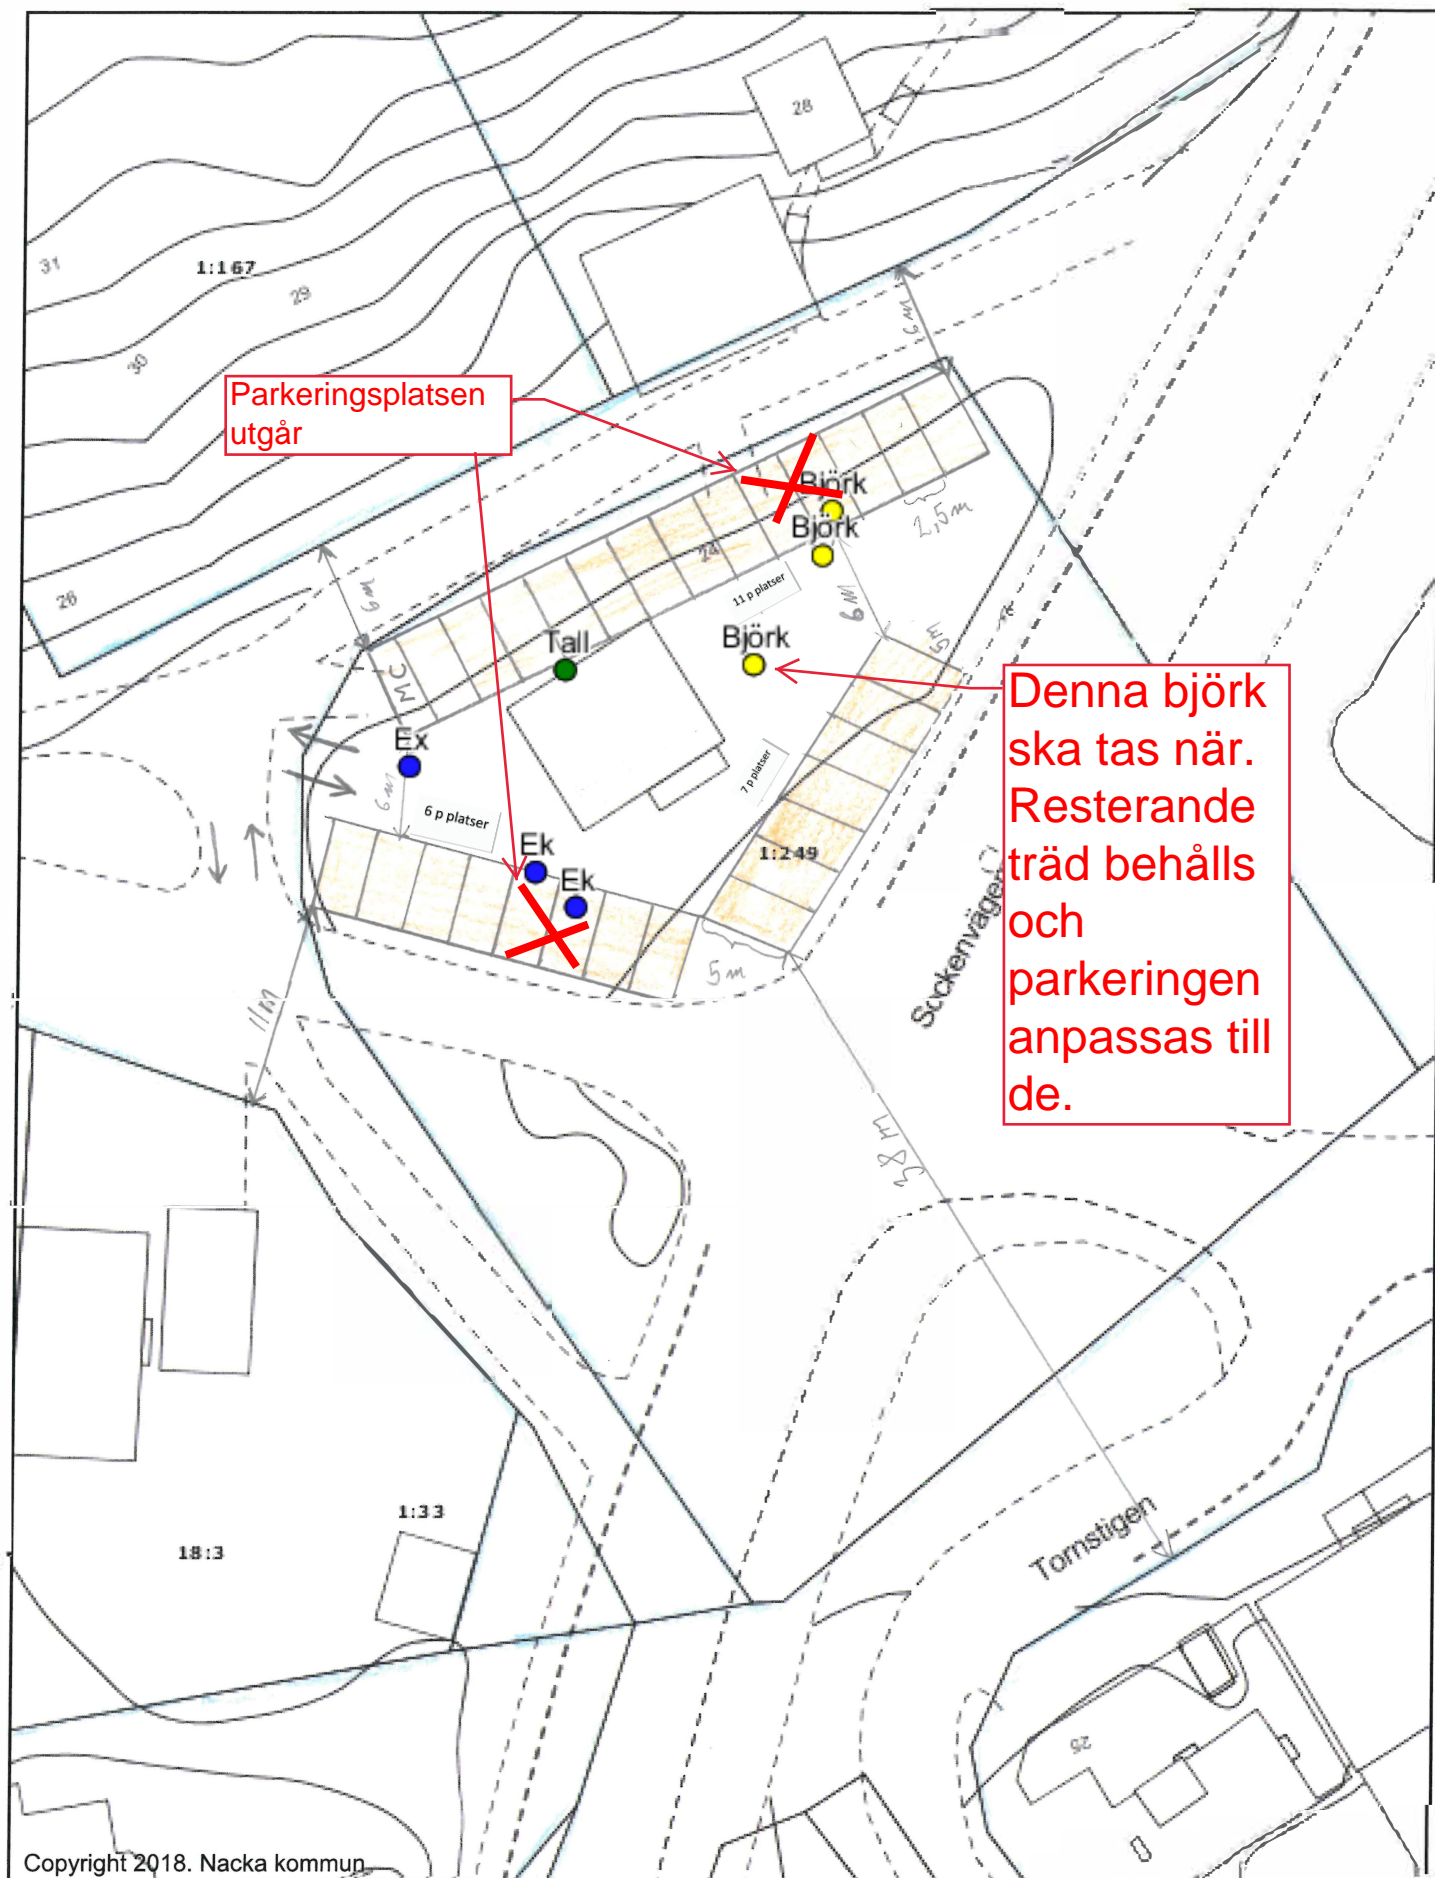 28
31
1:167
29
30
6 m
Parkeringsplatsen
utgår
Björk
Björk
2,5 m
24
11 p platser
6 m
26
6 m
Tall
Björk
5 m
MC
Denna björk
ska tas när.
Resterande
träd behålls
och
parkeringen
anpassas till
de.
Ex
6 m
7 p platser
6 p platser
Ek
Ek
1:249
Sockenvägen
5 m
11 m
38 m
1:33
18:3
Tornstigen
25
Copyright 2018. Nacka kommun